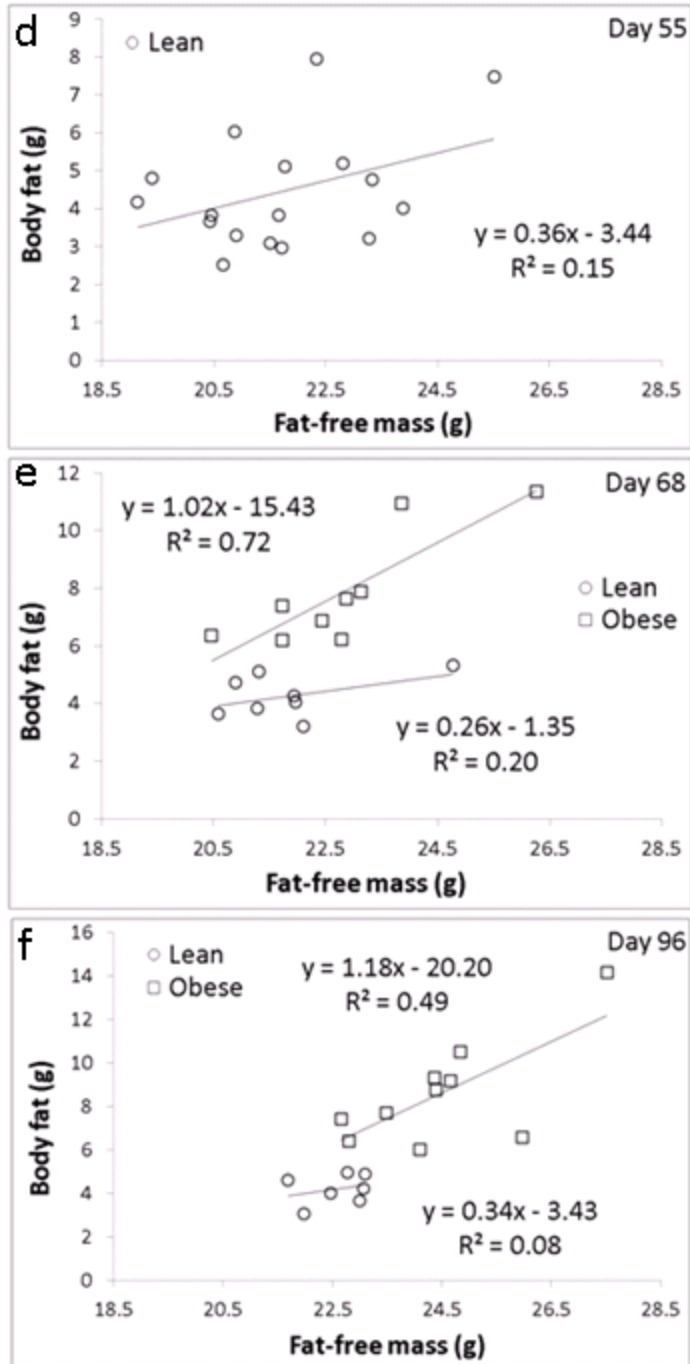 d
Lean
Day 55
9
8
7
6
5
4
3
2
1
0
Body fat (g)
y = 0.36x - 3.44
R² = 0.15
18.5 20.5 22.5 24.5 26.5 28.5
Fat-free mass (g)
e
Day 68
y = 1.02x - 15.43
R² = 0.72
Lean
Obese
12
10
8
6
4
2
0
Body fat (g)
y = 0.26x - 1.35
R² = 0.20
18.5 20.5 22.5 24.5 26.5 28.5
Fat-free mass (g)
f
Lean
Obese
Day 96
y = 1.18x - 20.20
R² = 0.49
16
14
12
10
8
6
4
2
0
Body fat (g)
y = 0.34x - 3.43
R² = 0.08
18.5 20.5 22.5 24.5 26.5 28.5
Fat-free mass (g)